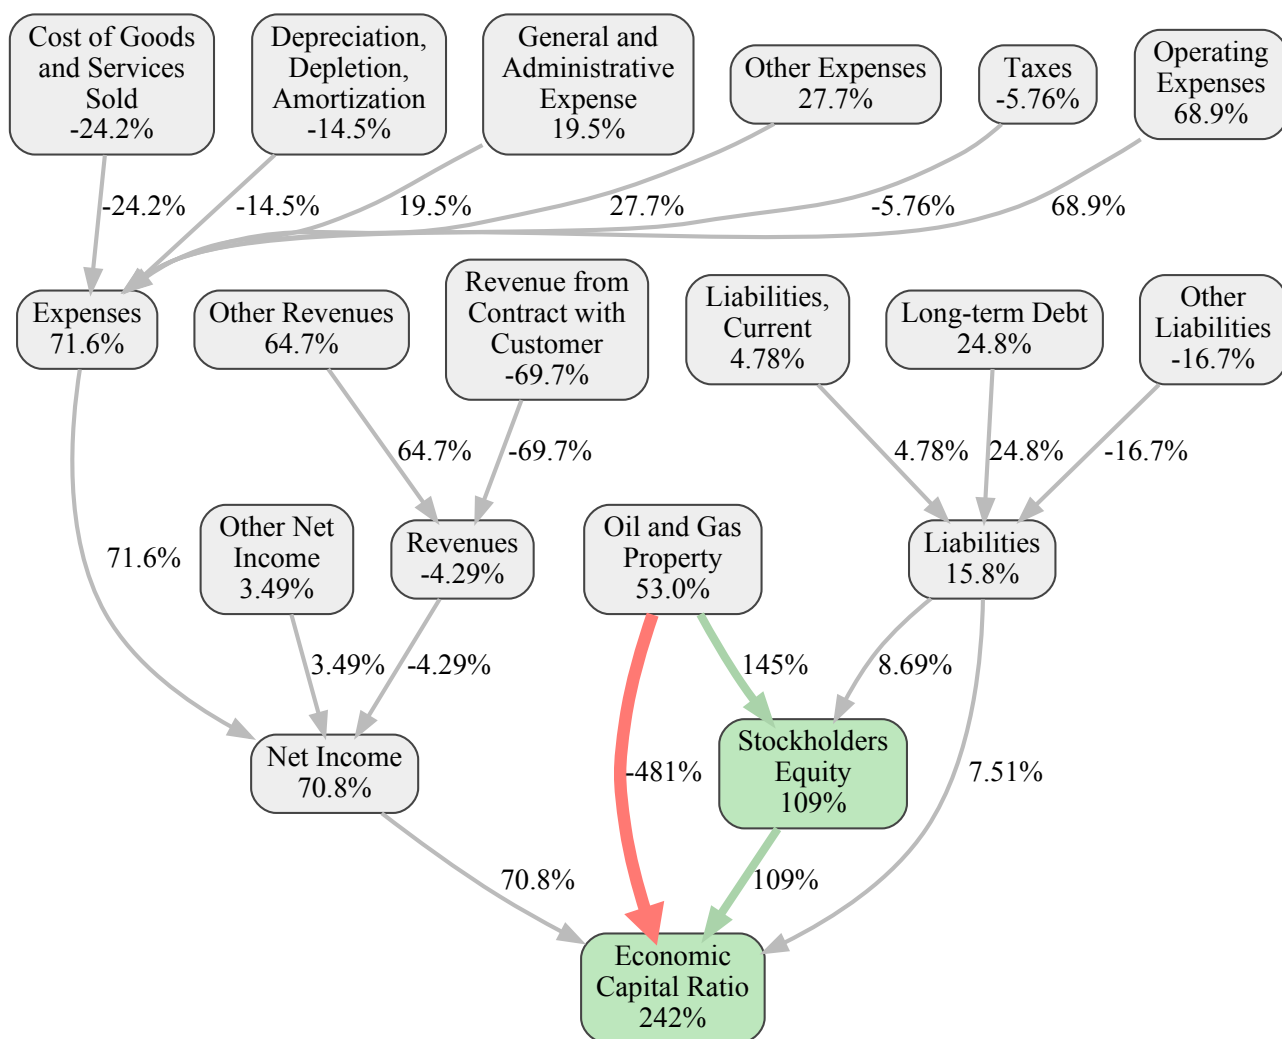 Cost of Goods
and Services
Sold
-24.2%
Depreciation,
Depletion,
Amortization
-14.5%
General and
Administrative
Expense
19.5%
Other Expenses
27.7%
Taxes
-5.76%
Operating
Expenses
68.9%
-24.2%
-14.5%
19.5%
27.7%
-5.76%
68.9%
Expenses
71.6%
Other Revenues
64.7%
Revenue from
Contract with
Customer
-69.7%
Liabilities,
Current
4.78%
Long-term Debt
24.8%
Other
Liabilities
-16.7%
64.7%
-69.7%
4.78%
24.8%
-16.7%
71.6%
Other Net
Income
3.49%
Revenues
-4.29%
Oil and Gas
Property
53.0%
Liabilities
15.8%
3.49%
-4.29%
145%
8.69%
Net Income
70.8%
-481%
Stockholders
Equity
109%
7.51%
70.8%
109%
Economic
Capital Ratio
242%